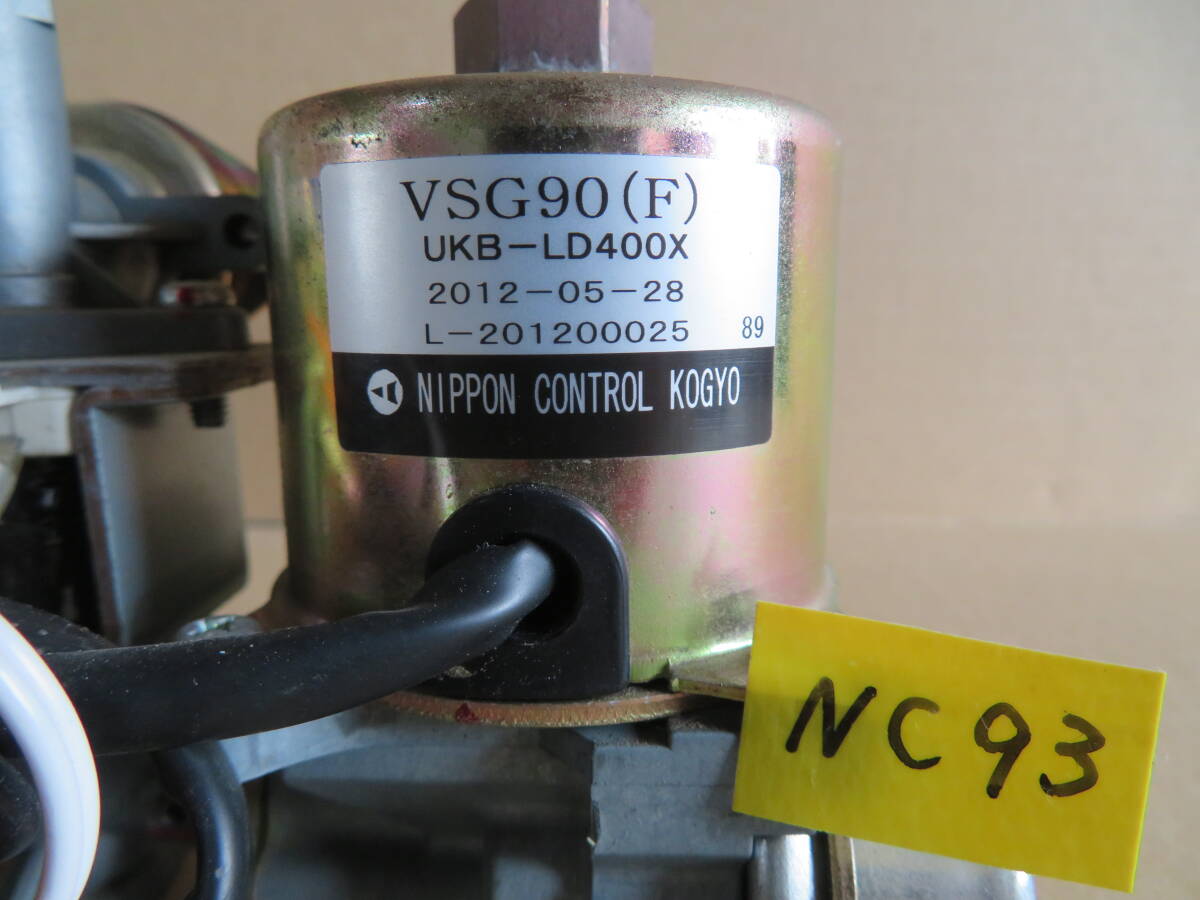 VSG90(F)
UKB-LD400X
2012-05-28
L-201200025 89
NIPPON CONTROL KOGYO
NC93